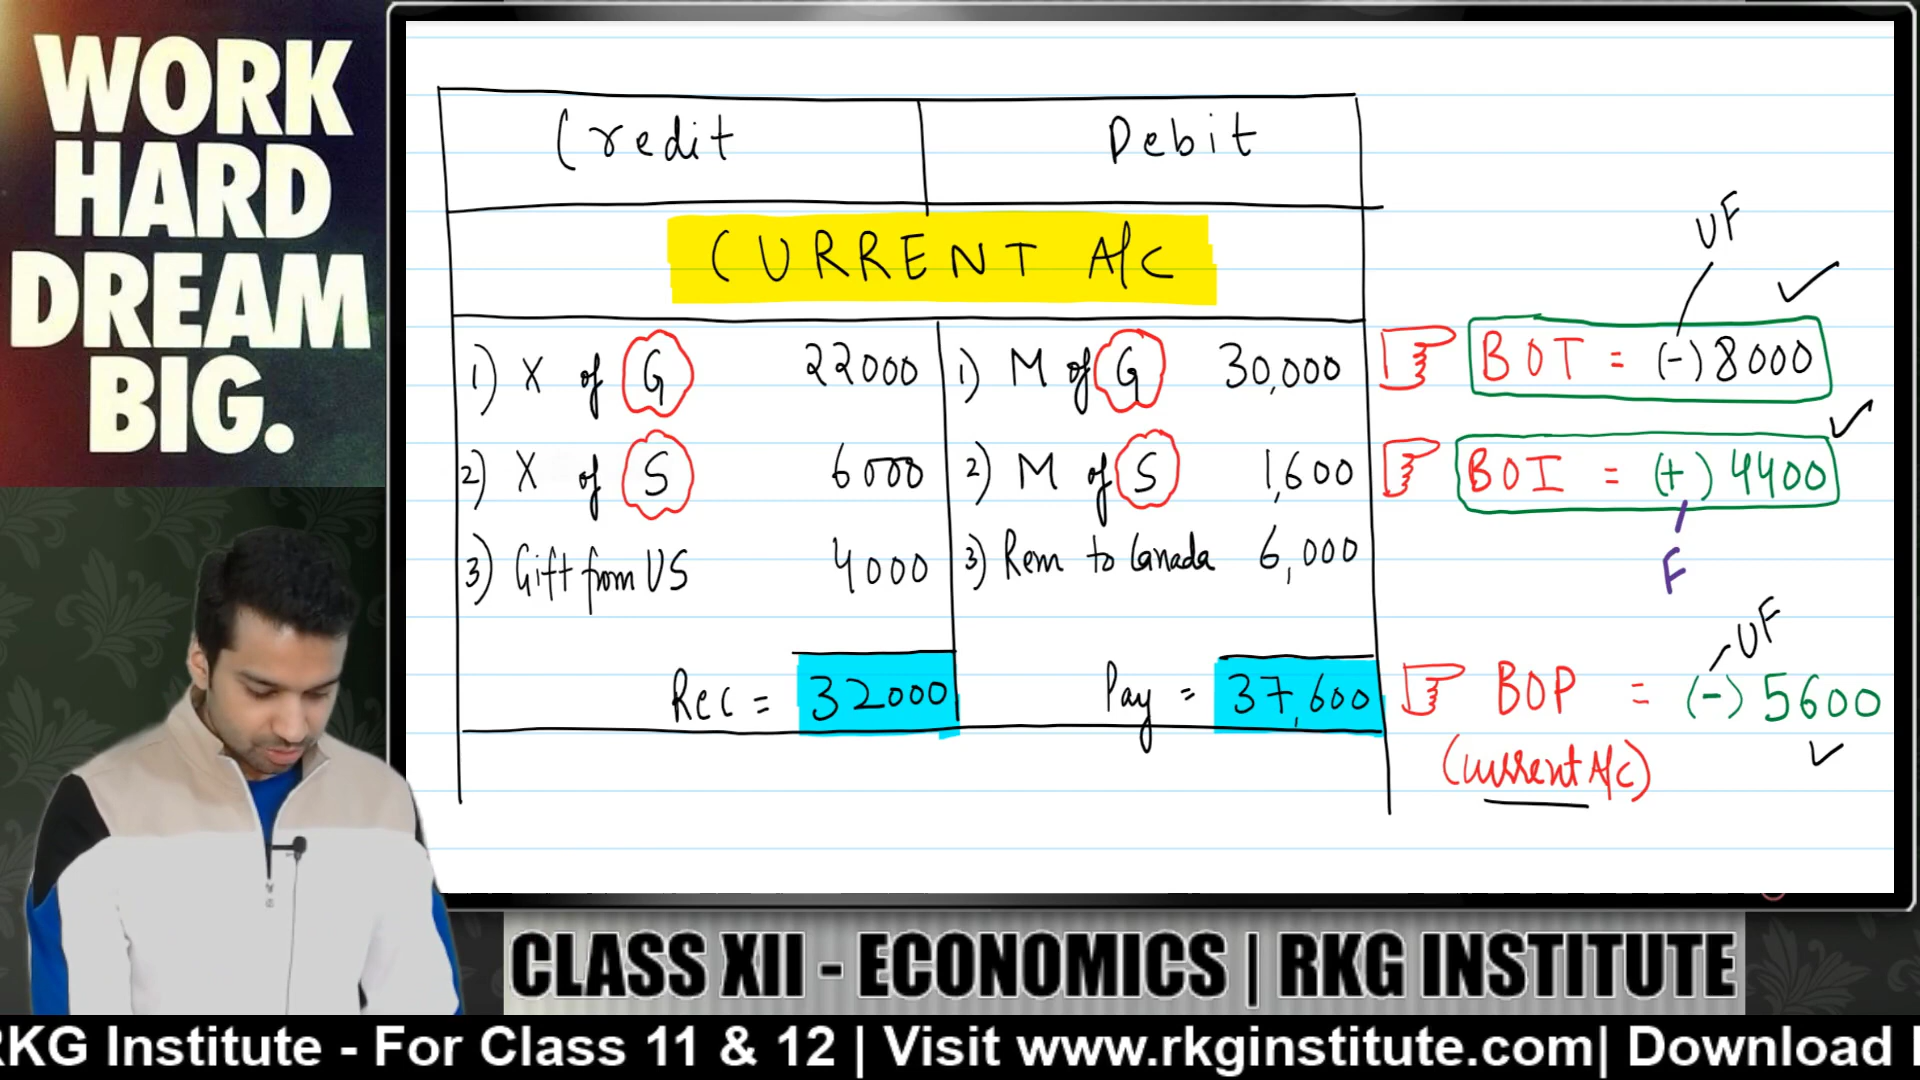 WORK
HARD
DREAM
BIG.
Credit Debit
CURRENT A/C
1) X of G 22000 1) M of G 30,000
2) X of S 6000 2) M of S 1,600
3) Gift from US 4000 3) Rem to Canada 6,000
Rec = 32000 Pay = 37,600
UF
BOT = (-) 8000
BOI = (+) 4400
F
UF
BOP = (-) 5600
(Current A/c)
CLASS XII - ECONOMICS | RKG INSTITUTE
RKG Institute - For Class 11 & 12 | Visit www.rkginstitute.com| Download